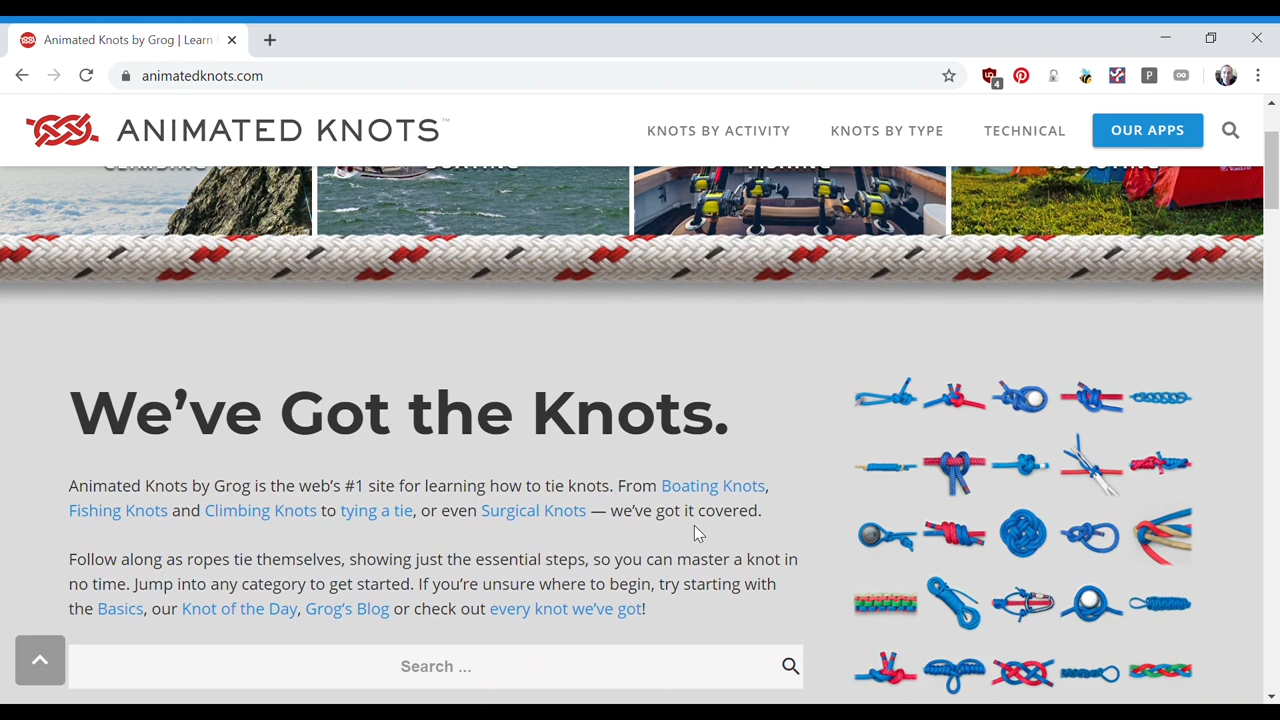 Animated Knots by Grog | Learn
animatedknots.com
4
P
ANIMATED KNOTS™
KNOTS BY ACTIVITY
KNOTS BY TYPE
TECHNICAL
OUR APPS
We’ve Got the Knots.
Animated Knots by Grog is the web’s #1 site for learning how to tie knots. From Boating Knots,
Fishing Knots and Climbing Knots to tying a tie, or even Surgical Knots — we’ve got it covered.
Follow along as ropes tie themselves, showing just the essential steps, so you can master a knot in
no time. Jump into any category to get started. If you’re unsure where to begin, try starting with
the Basics, our Knot of the Day, Grog’s Blog or check out every knot we’ve got!
Search ...